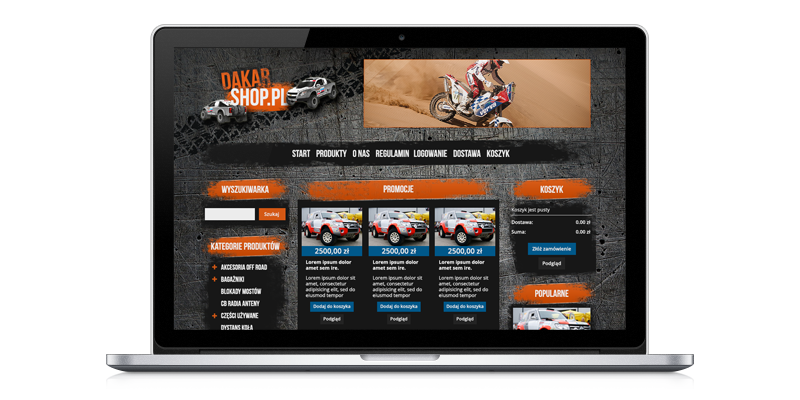 DAKAR
SHOP.PL
START PRODUKTY O NAS REGULAMIN LOGOWANIE DOSTAWA KOSZYK
WYSZUKIWARKA
Szukaj
KATEGORIE PRODUKTÓW
AKCESORIA OFF ROAD
BAGAŻNIKI
BLOKADY MOSTÓW
CB RADIA ANTENY
CZĘŚCI UŻYWANE
DYSTANS KOŁA
PROMOCJE
2500,00 zł
Lorem ipsum dolor
amet sem ire.
Lorem ipsum dolor sit
amet, consectetur
adipisicing elit, sed do
eiusmod tempor
Dodaj do koszyka
Podgląd
2500,00 zł
Lorem ipsum dolor
amet sem ire.
Lorem ipsum dolor sit
amet, consectetur
adipisicing elit, sed do
eiusmod tempor
Dodaj do koszyka
Podgląd
2500,00 zł
Lorem ipsum dolor
amet sem ire.
Lorem ipsum dolor sit
amet, consectetur
adipisicing elit, sed do
eiusmod tempor
Dodaj do koszyka
Podgląd
KOSZYK
Koszyk jest pusty
Dostawa: 0.00 zł
Suma: 0.00 zł
Złóż zamówienie
Podgląd
POPULARNE